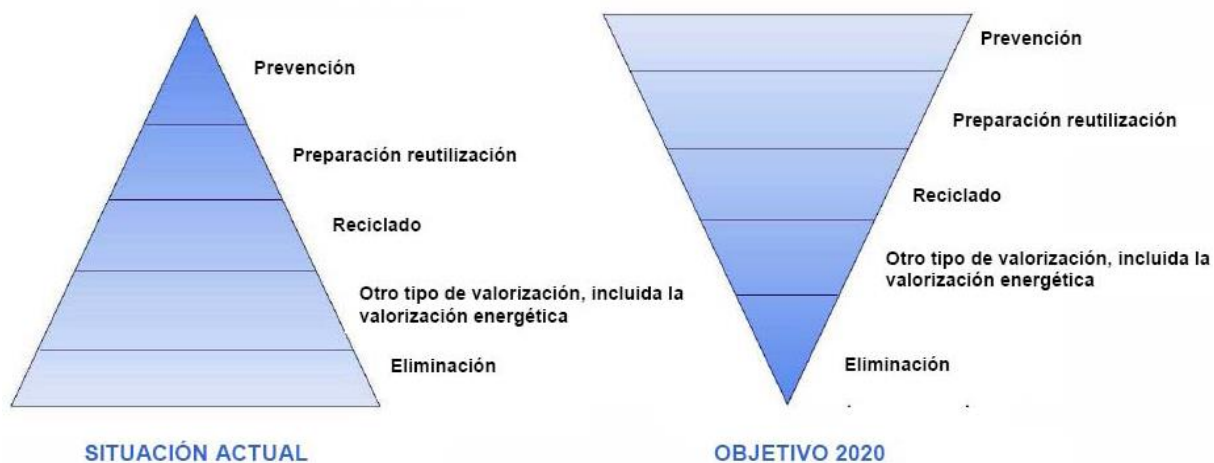 Prevención
Preparación reutilización
Reciclado
Otro tipo de valorización, incluida la
valorización energética
Eliminación
SITUACIÓN ACTUAL
Prevención
Preparación reutilización
Reciclado
Otro tipo de valorización, incluida la
valorización energética
Eliminación
OBJETIVO 2020